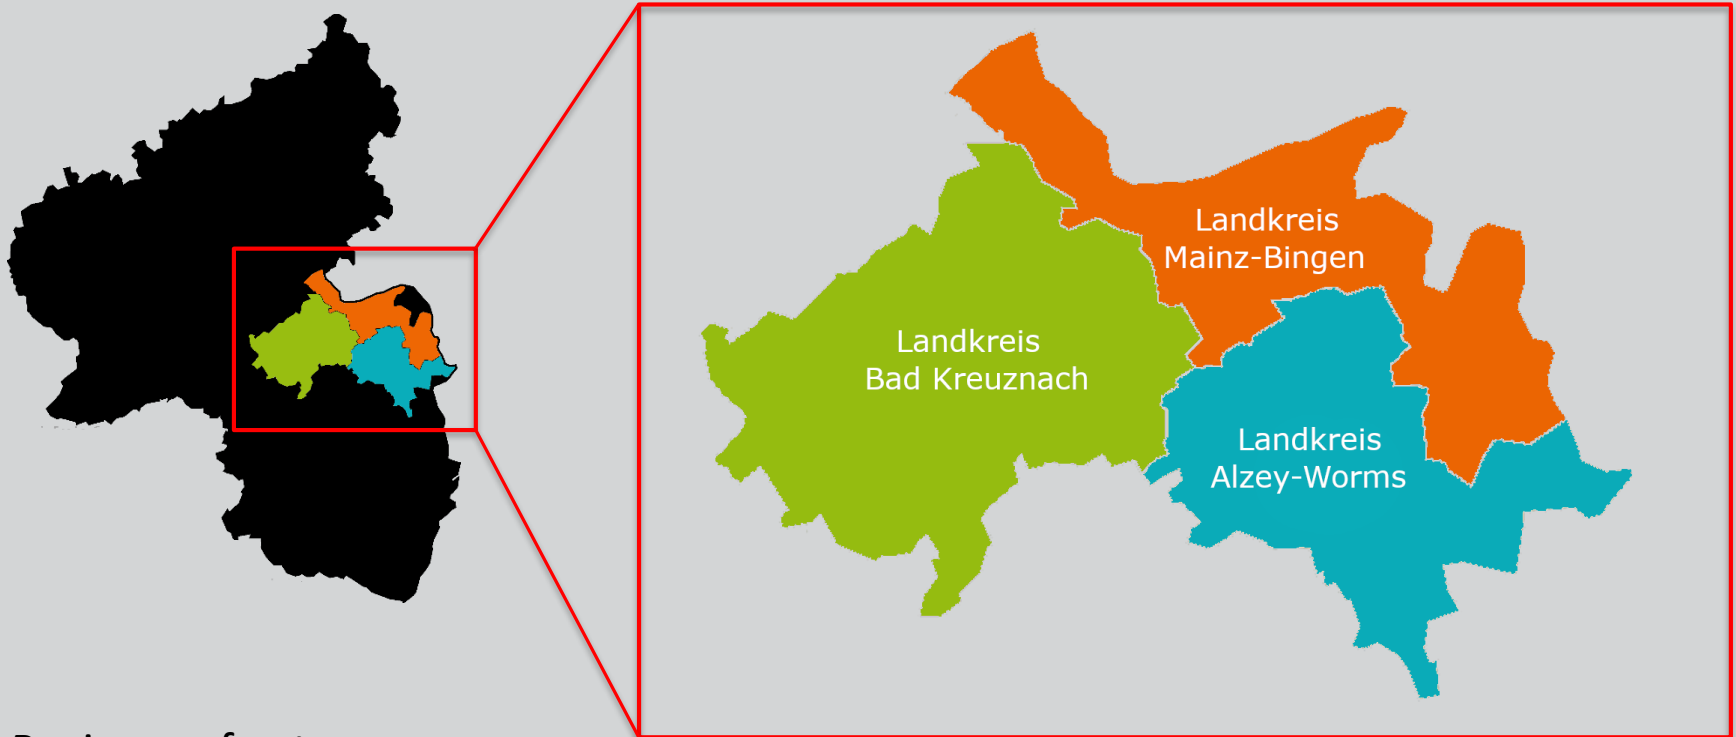 Landkreis
Mainz-Bingen
Landkreis
Bad Kreuznach
Landkreis
Alzey-Worms